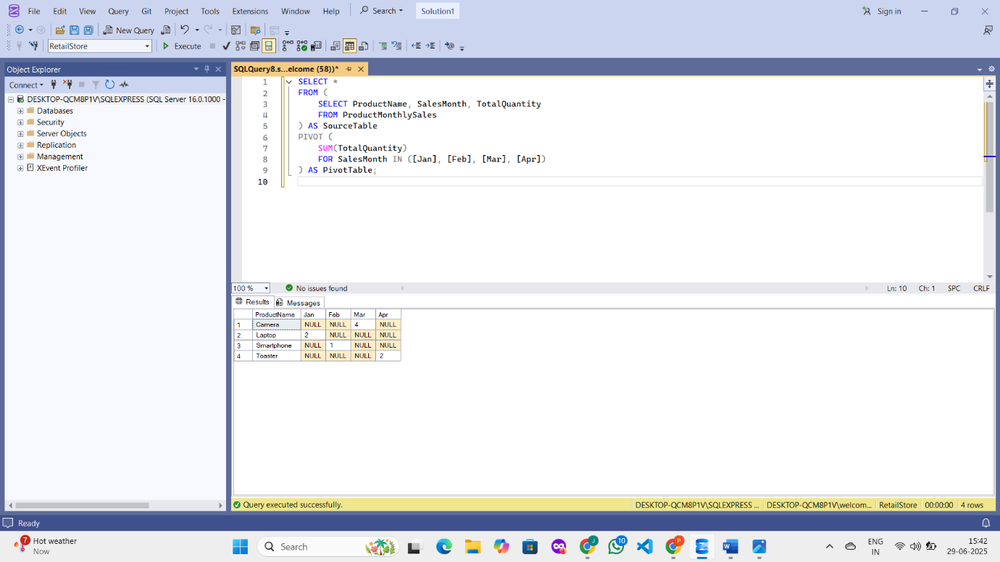 File Edit View Query Git Project Tools Extensions Window Help Search Solution1 Sign in
New Query
RetailStore Execute
Object Explorer
Connect
DESKTOP-QCM8P1V\SQLEXPRESS (SQL Server 16.0.1000 -
Databases
Security
Server Objects
Replication
Management
XEvent Profiler
SQLQuery8.s...elcome (58))*
1 SELECT *
2 FROM (
3 SELECT ProductName, SalesMonth, TotalQuantity
4 FROM ProductMonthlySales
5 ) AS SourceTable
6 PIVOT (
7 SUM(TotalQuantity)
8 FOR SalesMonth IN ([Jan], [Feb], [Mar], [Apr])
9 ) AS PivotTable;
10
100 % No issues found Ln: 10 Ch: 1 SPC CRLF
Results Messages
ProductName Jan Feb Mar Apr
1 Camera NULL NULL 4 NULL
2 Laptop 2 NULL NULL NULL
3 Smartphone NULL 1 NULL NULL
4 Toaster NULL NULL NULL 2
Query executed successfully. DESKTOP-QCM8P1V\SQLEXPRESS ... DESKTOP-QCM8P1V\welcom... RetailStore 00:00:00 4 rows
Ready
7 Hot weather
Now
Search
J 10 P
ENG
IN
15:42
29-06-2025